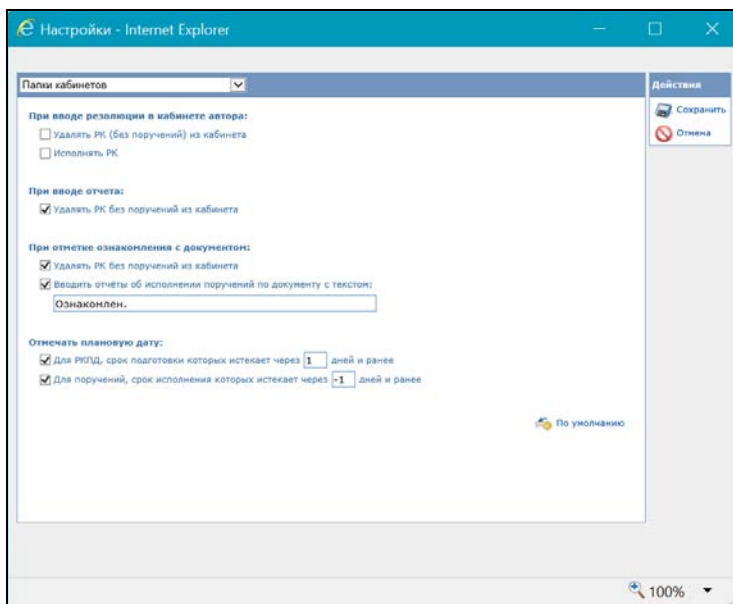 Настройки - Internet Explorer
Папки кабинетов
Действия
Сохранить
Отмена
При вводе резолюции в кабинете автора:
Удалять РК (без поручений) из кабинета
Исполнять РК
При вводе отчета:
Удалять РК без поручений из кабинета
При отметке ознакомления с документом:
Удалять РК без поручений из кабинета
Вводить отчеты об исполнении поручений по документу с текстом:
Ознакомлен.
Отмечать плановую дату:
Для РКПД, срок подготовки которых истекает через 1 дней и ранее
Для поручений, срок исполнения которых истекает через -1 дней и ранее
По умолчанию
100%